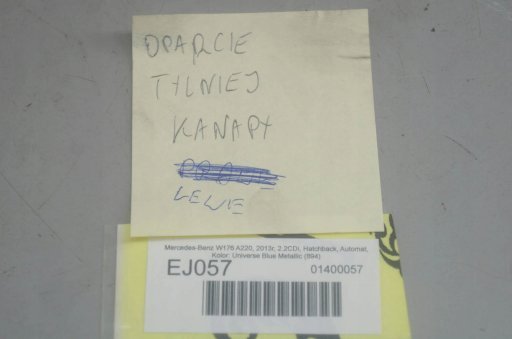 OPARCIE
TYLNIEJ
KANAPY
LEWE
Mercedes-Benz W176 A220, 2013r, 2.2CDi, Hatchback, Automat,
Kolor: Universe Blue Metallic (894)
EJ057
01400057